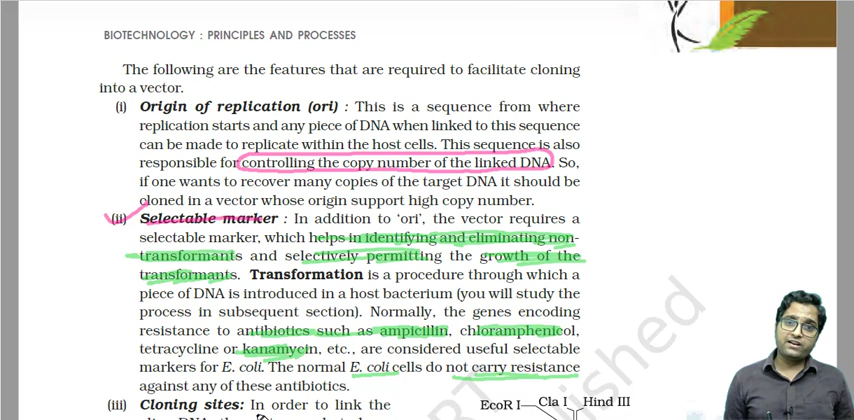 BIOTECHNOLOGY : PRINCIPLES AND PROCESSES
The following are the features that are required to facilitate cloning
into a vector.
(i) Origin of replication (ori) : This is a sequence from where
replication starts and any piece of DNA when linked to this sequence
can be made to replicate within the host cells. This sequence is also
responsible for controlling the copy number of the linked DNA. So,
if one wants to recover many copies of the target DNA it should be
cloned in a vector whose origin support high copy number.
(ii) Selectable marker : In addition to ‘ori’, the vector requires a
selectable marker, which helps in identifying and eliminating non-
transformants and selectively permitting the growth of the
transformants. Transformation is a procedure through which a
piece of DNA is introduced in a host bacterium (you will study the
process in subsequent section). Normally, the genes encoding
resistance to antibiotics such as ampicillin, chloramphenicol,
tetracycline or kanamycin, etc., are considered useful selectable
markers for E. coli. The normal E. coli cells do not carry resistance
against any of these antibiotics.
(iii) Cloning sites: In order to link the
EcoR I Cla I Hind III